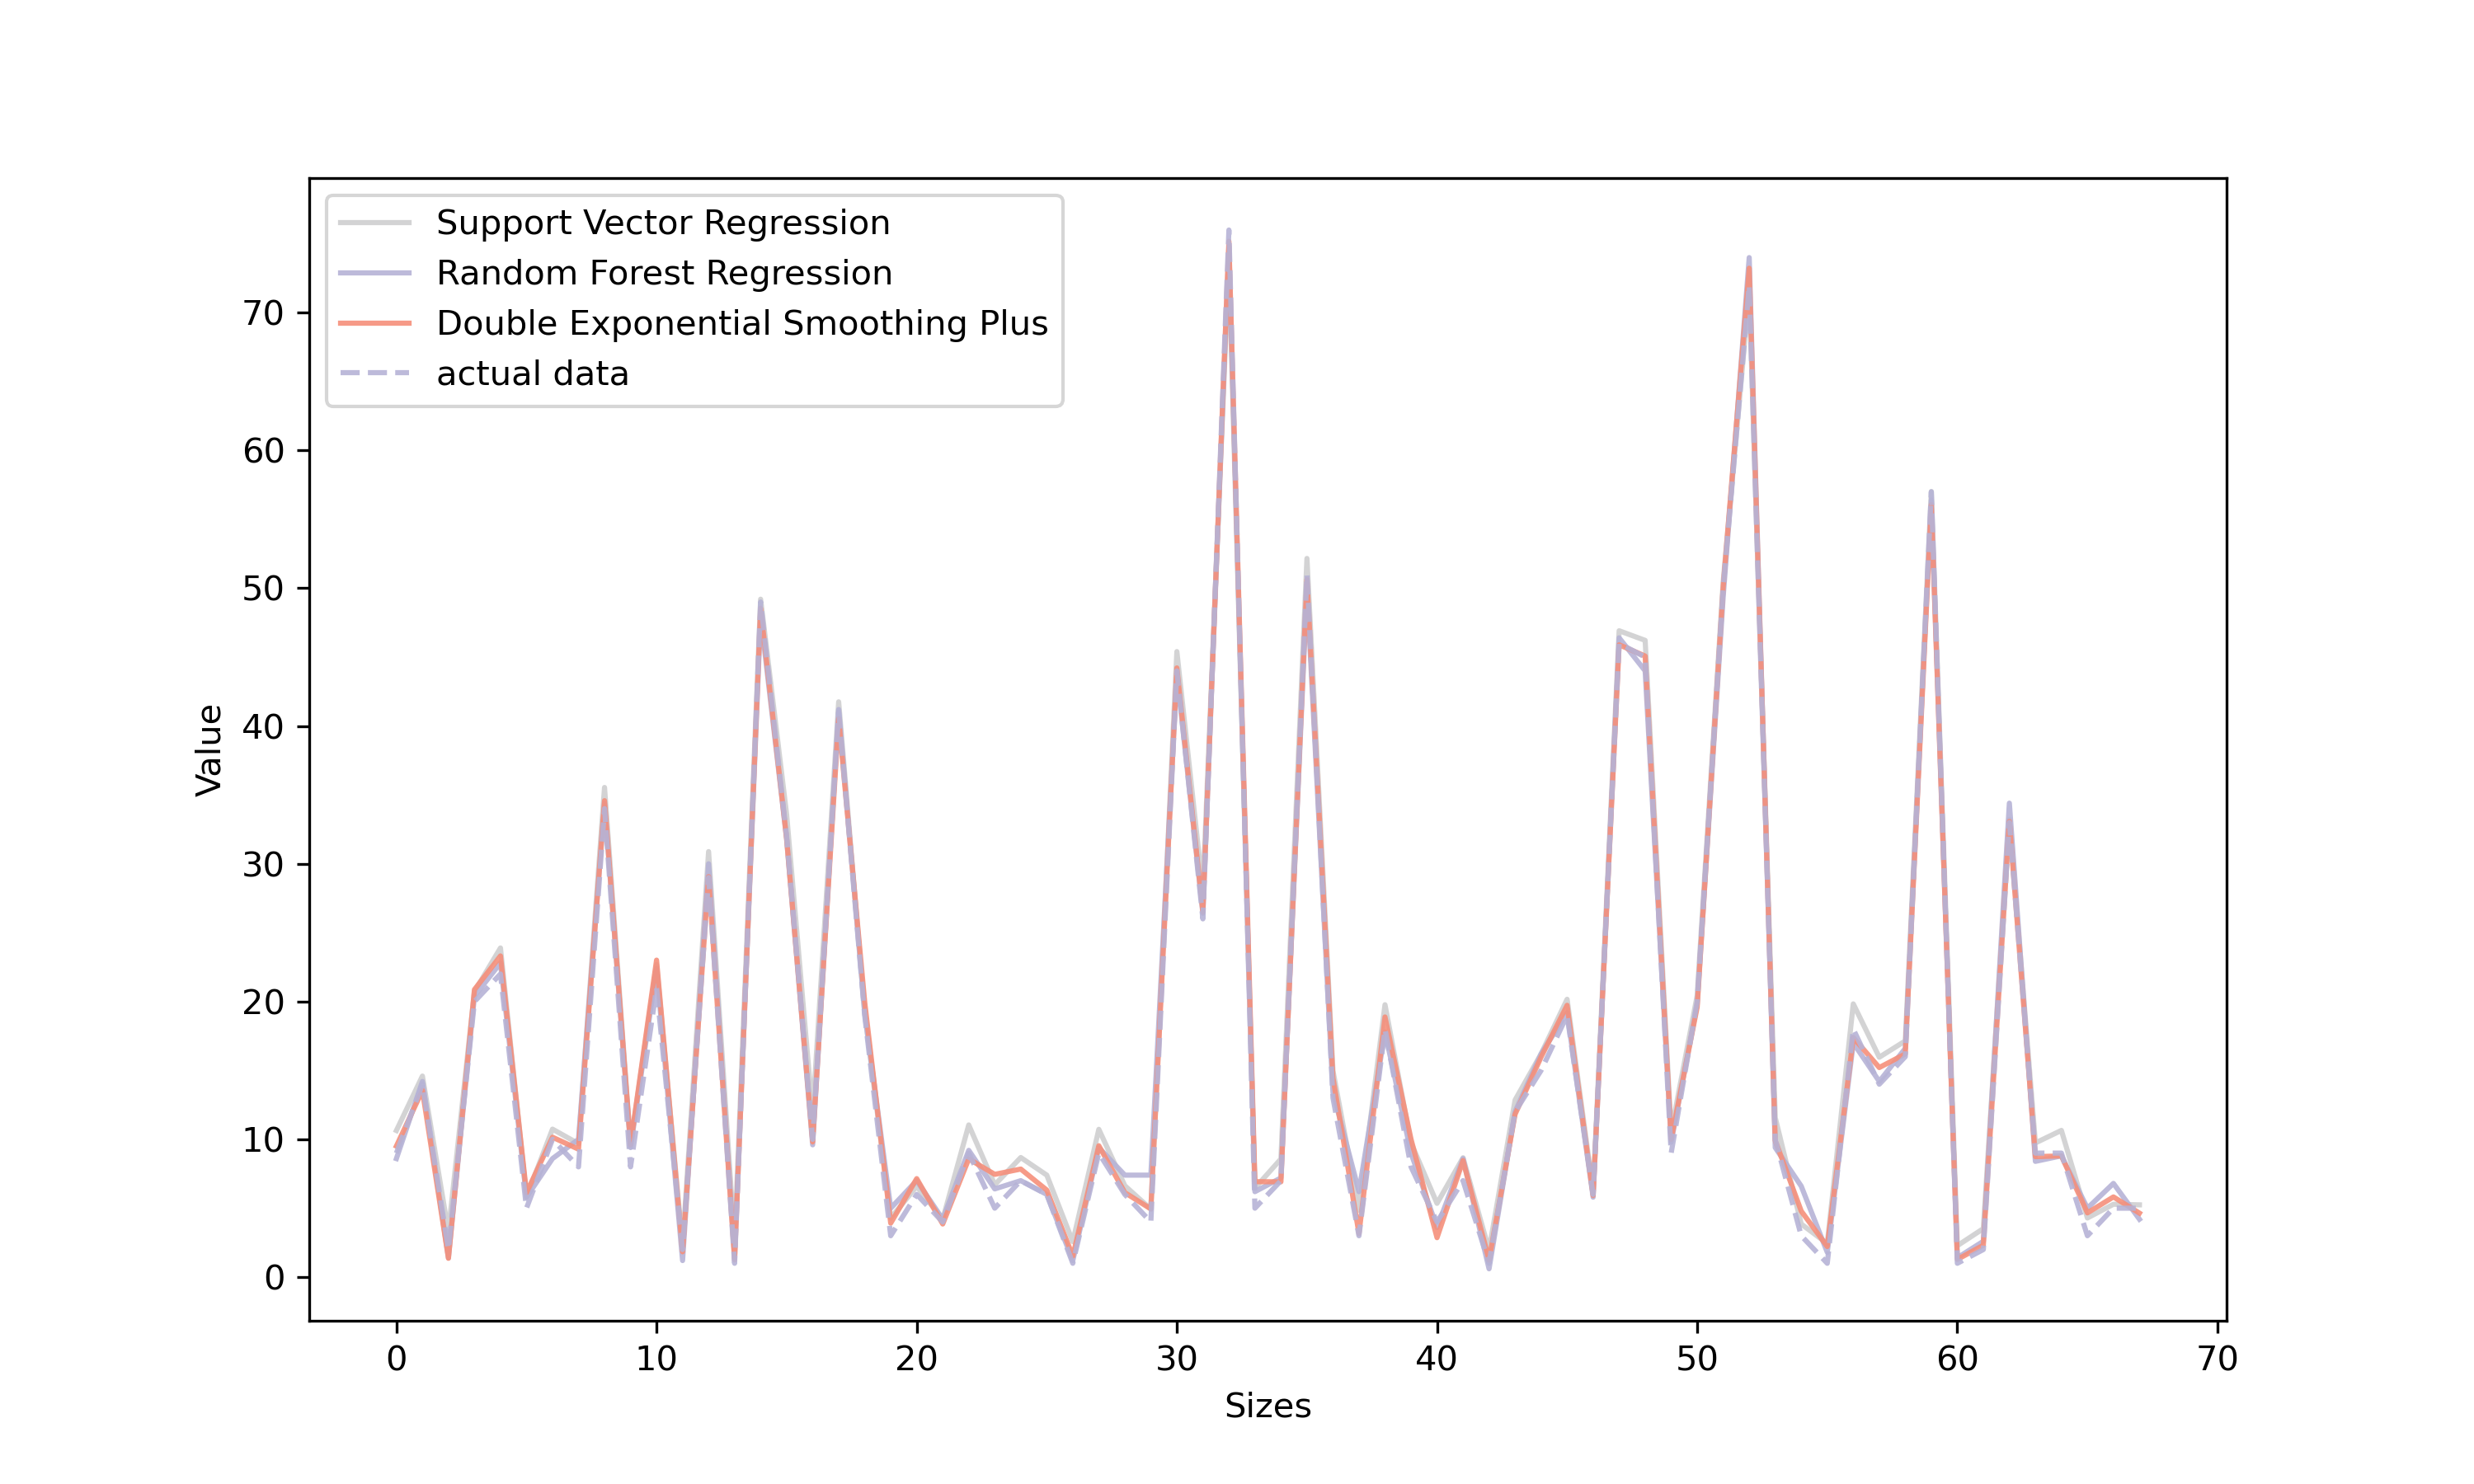 Support Vector Regression
Random Forest Regression
Double Exponential Smoothing Plus
actual data
70
60
50
40
30
20
10
0
Value
0 10 20 30 40 50 60 70
Sizes